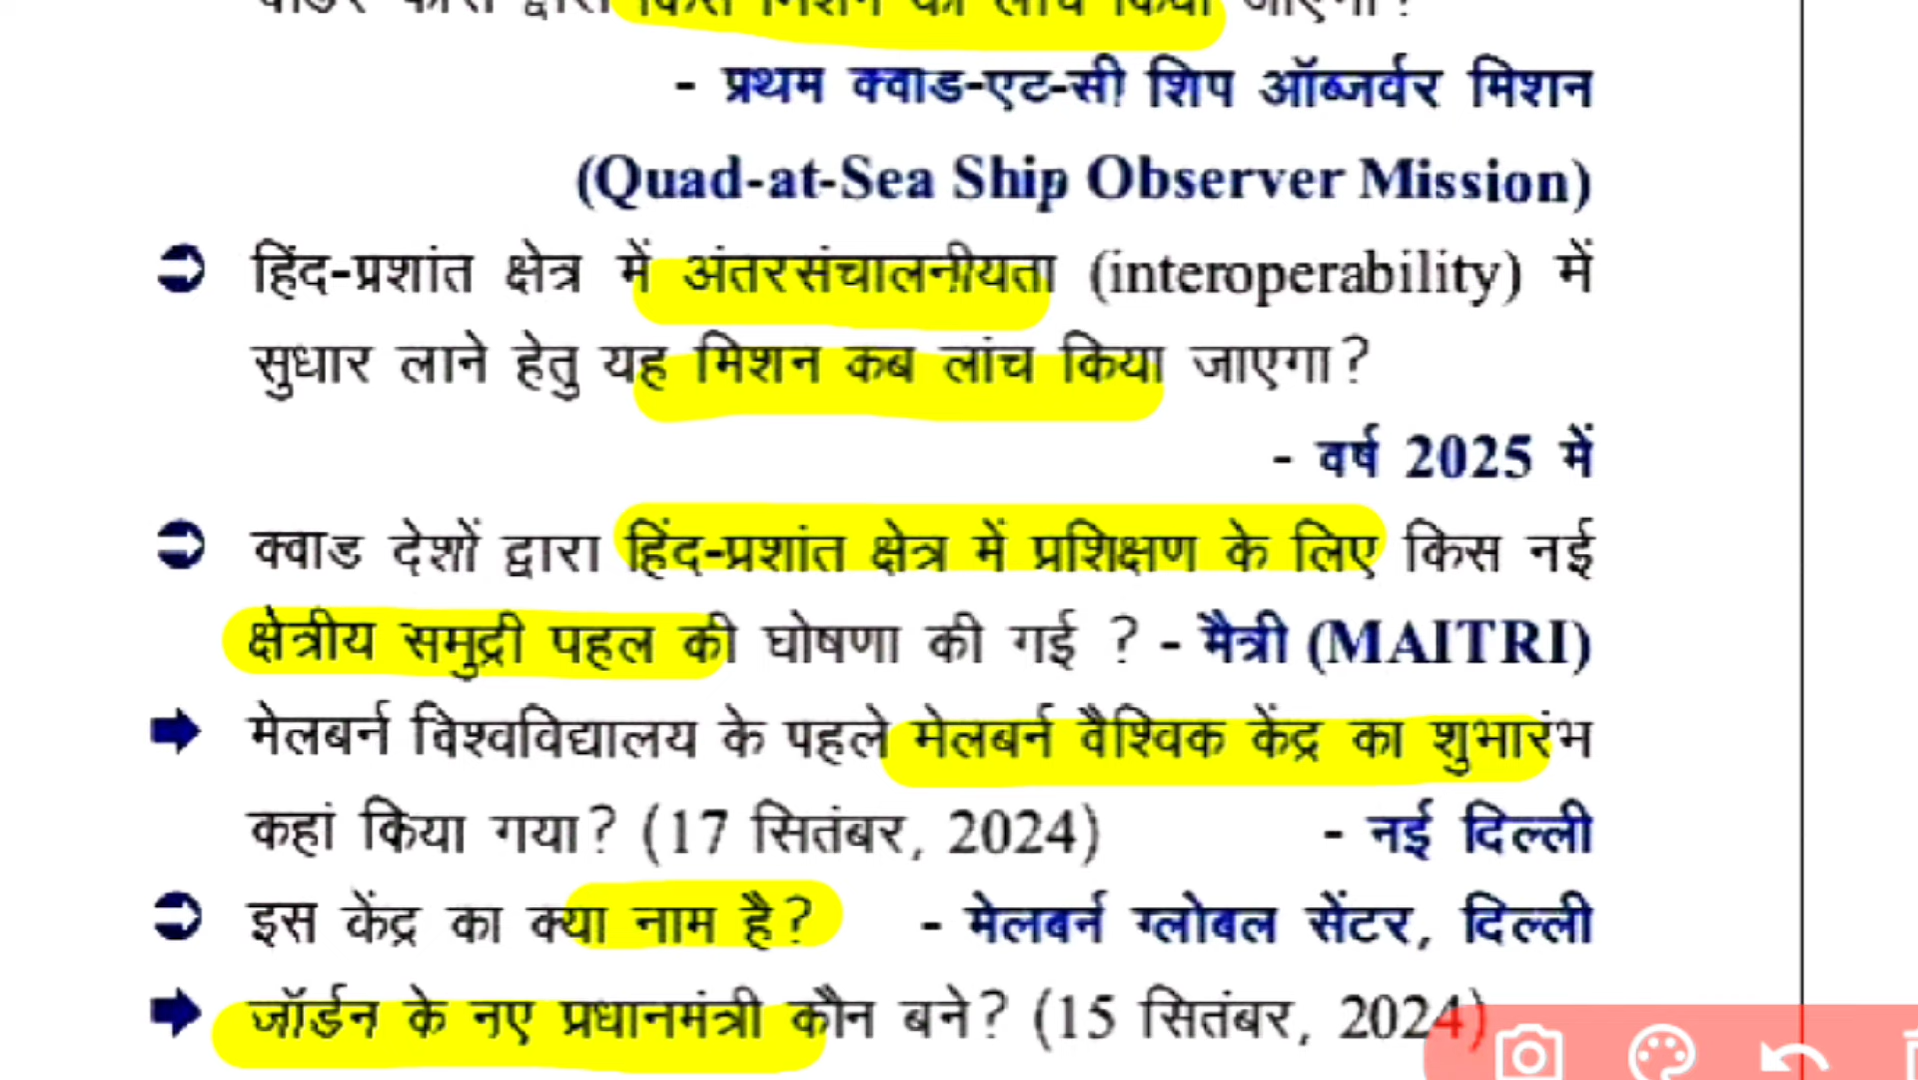 किस मिशन को लांच किया जाएगा?
- प्रथम क्वाड-एट-सी शिप ऑब्जर्वर मिशन
(Quad-at-Sea Ship Observer Mission)
हिंद-प्रशांत क्षेत्र में अंतरसंचालनीयता (interoperability) में
सुधार लाने हेतु यह मिशन कब लांच किया जाएगा?
- वर्ष 2025 में
क्वाड देशों द्वारा हिंद-प्रशांत क्षेत्र में प्रशिक्षण के लिए किस नई
क्षेत्रीय समुद्री पहल की घोषणा की गई ? - मैत्री (MAITRI)
मेलबर्न विश्वविद्यालय के पहले मेलबर्न वैश्विक केंद्र का शुभारंभ
कहां किया गया? (17 सितंबर, 2024) - नई दिल्ली
इस केंद्र का क्या नाम है? - मेलबर्न ग्लोबल सेंटर, दिल्ली
जॉर्डन के नए प्रधानमंत्री कौन बने? (15 सितंबर, 2024)